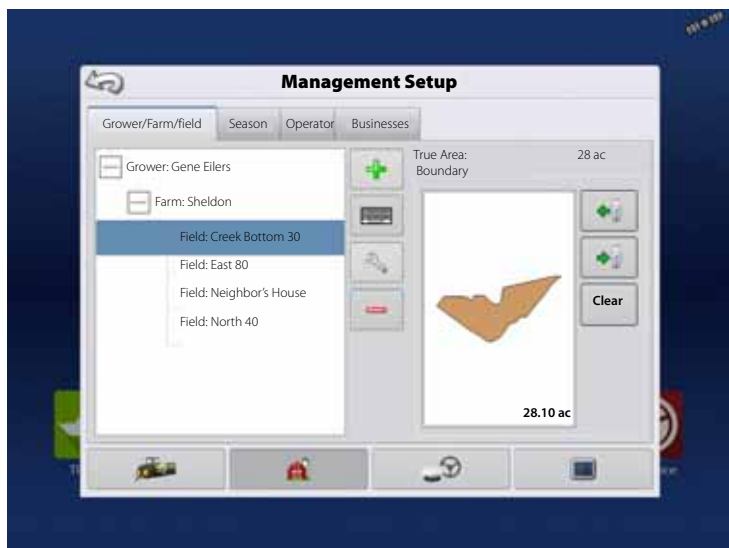 Management Setup
Grower/Farm/field Season Operator Businesses
Grower: Gene Eilers
Farm: Sheldon
Field: Creek Bottom 30
Field: East 80
Field: Neighbor's House
Field: North 40
True Area: 28 ac
Boundary
Clear
28.10 ac